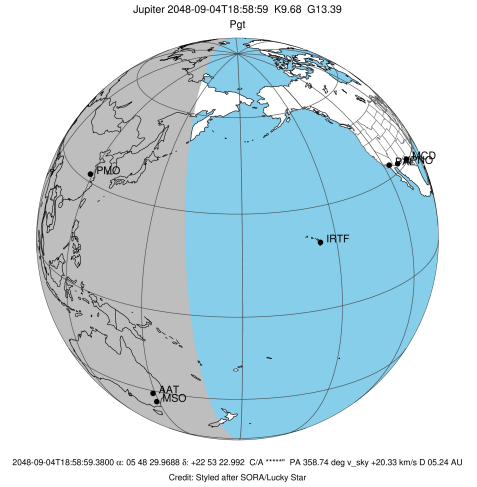 Jupiter 2048-09-04T18:58:59 K9.68 G13.39
Pgt
MCD
PMO
IRTF
AAT
MSO
2048-09-04T18:58:59.3800 α: 05 48 29.9688 δ: +22 53 22.992 C/A *****" PA 358.74 deg v_sky +20.33 km/s D 05.24 AU
Credit: Styled after SORA/Lucky Star